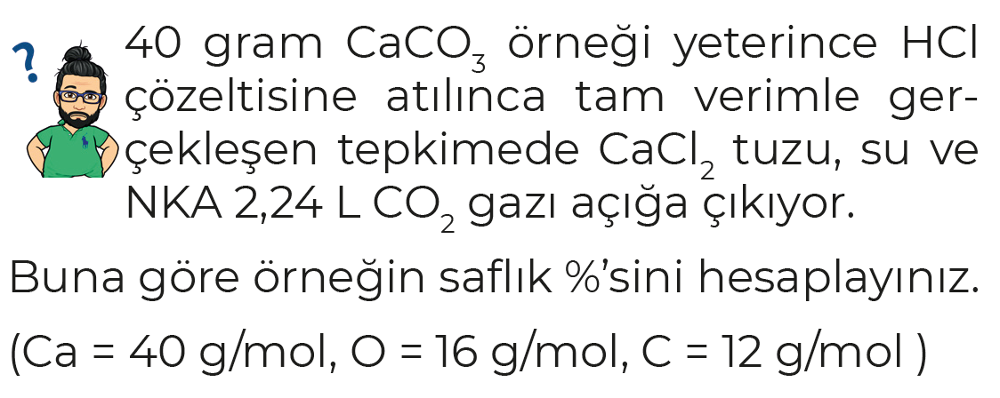 ?
40 gram CaCO₃ örneği yeterince HCl
çözeltisine atılınca tam verimle ger-
çekleşen tepkimede CaCl₂ tuzu, su ve
NKA 2,24 L CO₂ gazı açığa çıkıyor.
Buna göre örneğin saflık %’sini hesaplayınız.
(Ca = 40 g/mol, O = 16 g/mol, C = 12 g/mol )